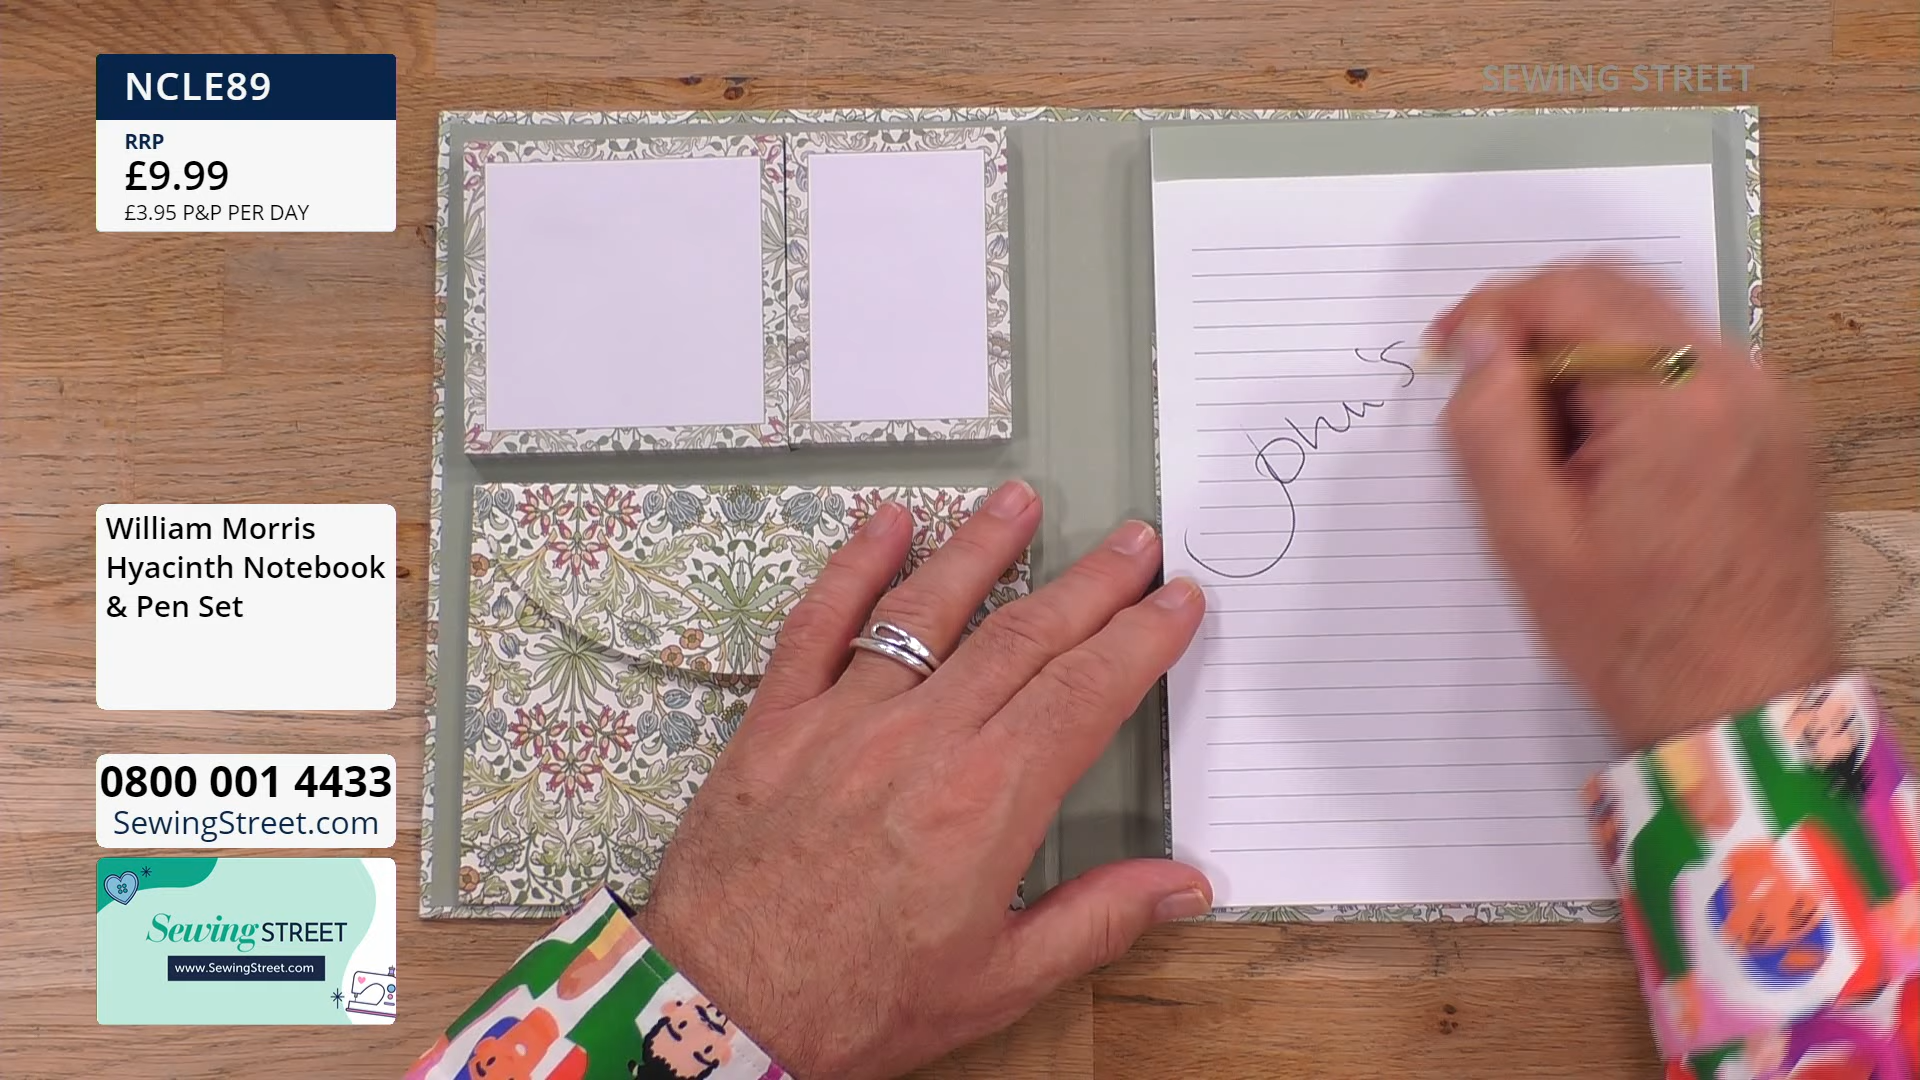 NCLE89
RRP
£9.99
£3.95 P&P PER DAY
SEWING STREET
John's
William Morris
Hyacinth Notebook
& Pen Set
0800 001 4433
SewingStreet.com
Sewing STREET
www.SewingStreet.com